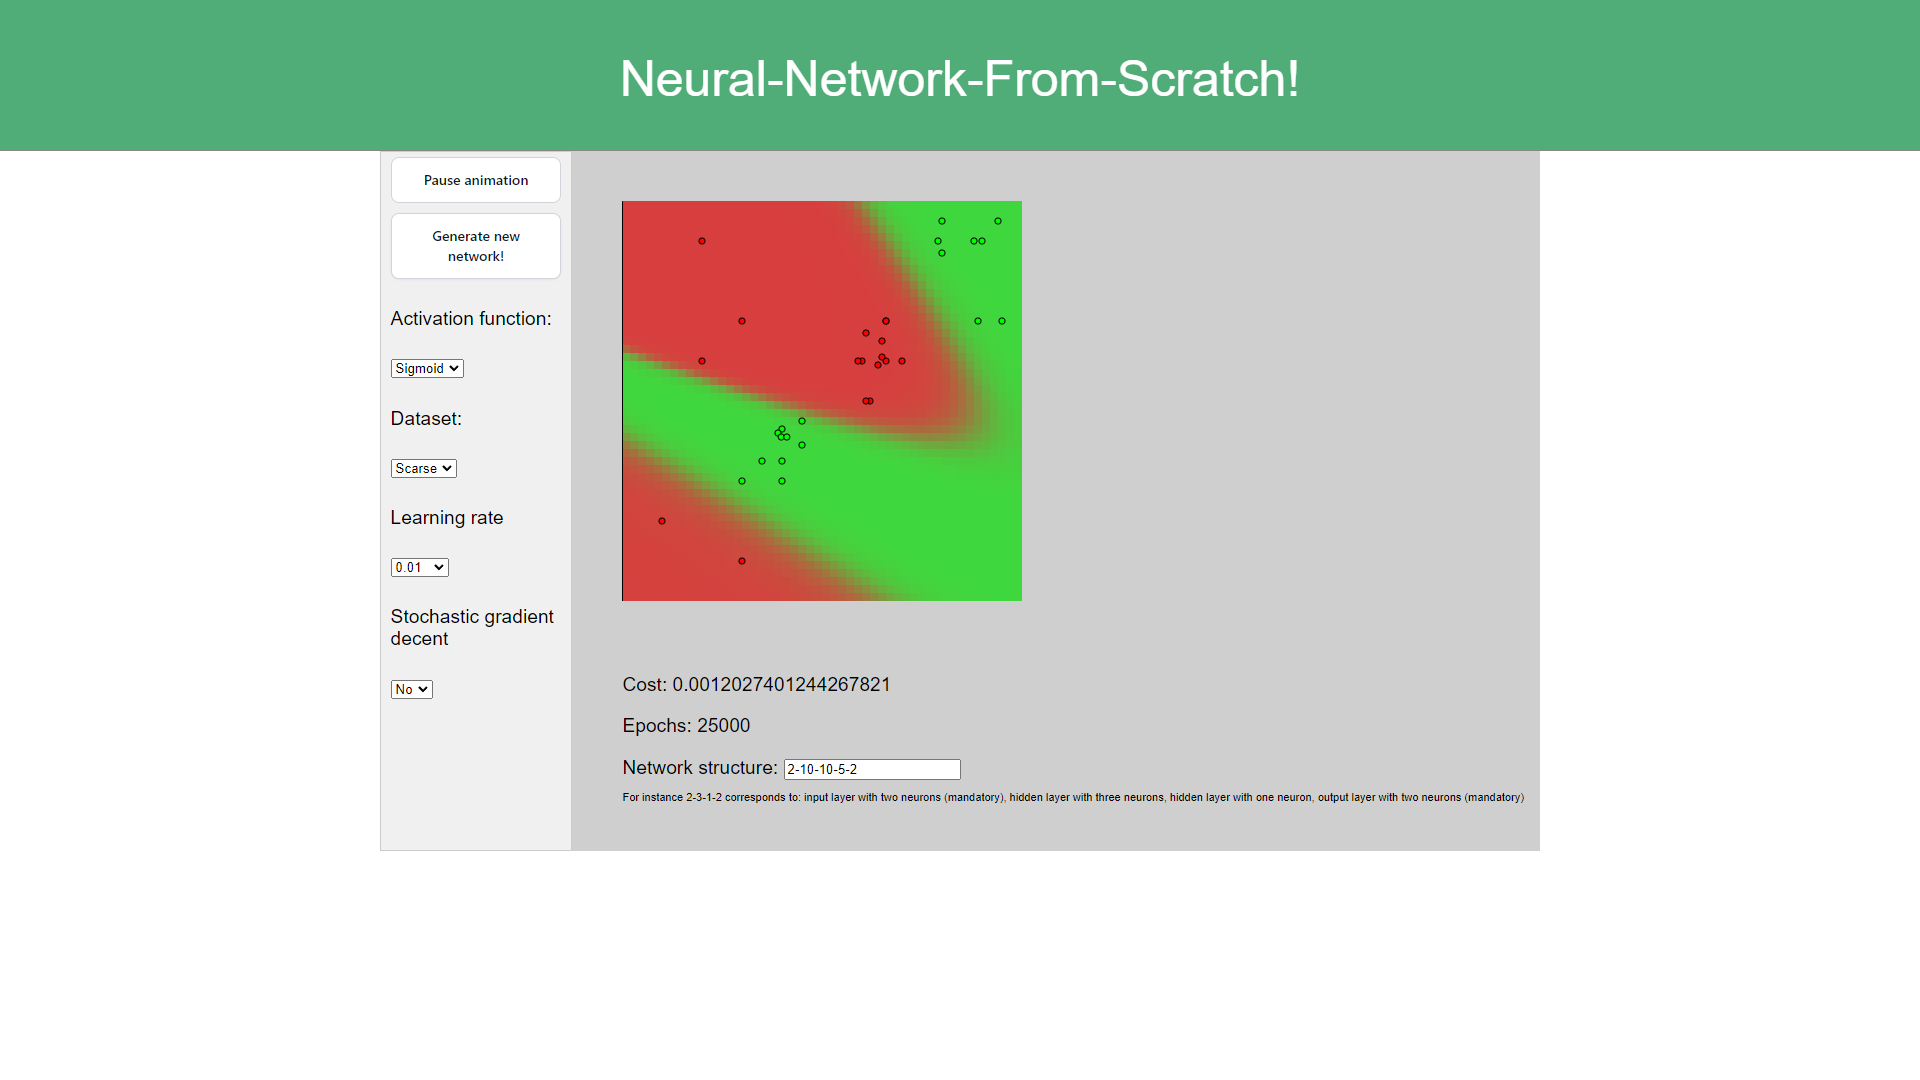 Neural-Network-From-Scratch!
Pause animation
Generate new
network!
Activation function:
Sigmoid
Dataset:
Scarse
Learning rate
0.01
Stochastic gradient
decent
No
Cost: 0.0012027401244267821
Epochs: 25000
Network structure: 2-10-10-5-2
For instance 2-3-1-2 corresponds to: input layer with two neurons (mandatory), hidden layer with three neurons, hidden layer with one neuron, output layer with two neurons (mandatory)